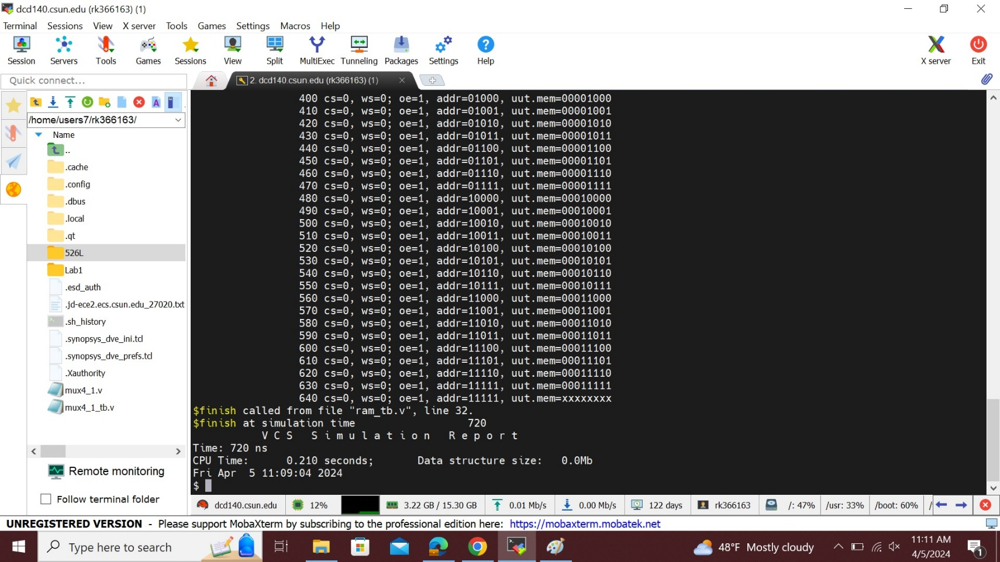 dcd140.csun.edu (rk366163) (1)
Terminal Sessions View X server Tools Games Settings Macros Help
Session Servers Tools Games Sessions View Split MultiExec Tunneling Packages Settings Help X server Exit
Quick connect...
2. dcd140.csun.edu (rk366163) (1)
/home/users7/rk366163/
Name
..
.cache
.config
.dbus
.local
.qt
526L
Lab1
.esd_auth
.jd-ece2.ecs.csun.edu_27020.txt
.sh_history
.synopsys_dve_ini.tcl
.synopsys_dve_prefs.tcl
.Xauthority
mux4_1.v
mux4_1_tb.v
Remote monitoring
Follow terminal folder
400 cs=0, ws=0; oe=1, addr=01000, uut.mem=00001000
410 cs=0, ws=0; oe=1, addr=01001, uut.mem=00001001
420 cs=0, ws=0; oe=1, addr=01010, uut.mem=00001010
430 cs=0, ws=0; oe=1, addr=01011, uut.mem=00001011
440 cs=0, ws=0; oe=1, addr=01100, uut.mem=00001100
450 cs=0, ws=0; oe=1, addr=01101, uut.mem=00001101
460 cs=0, ws=0; oe=1, addr=01110, uut.mem=00001110
470 cs=0, ws=0; oe=1, addr=01111, uut.mem=00001111
480 cs=0, ws=0; oe=1, addr=10000, uut.mem=00010000
490 cs=0, ws=0; oe=1, addr=10001, uut.mem=00010001
500 cs=0, ws=0; oe=1, addr=10010, uut.mem=00010010
510 cs=0, ws=0; oe=1, addr=10011, uut.mem=00010011
520 cs=0, ws=0; oe=1, addr=10100, uut.mem=00010100
530 cs=0, ws=0; oe=1, addr=10101, uut.mem=00010101
540 cs=0, ws=0; oe=1, addr=10110, uut.mem=00010110
550 cs=0, ws=0; oe=1, addr=10111, uut.mem=00010111
560 cs=0, ws=0; oe=1, addr=11000, uut.mem=00011000
570 cs=0, ws=0; oe=1, addr=11001, uut.mem=00011001
580 cs=0, ws=0; oe=1, addr=11010, uut.mem=00011010
590 cs=0, ws=0; oe=1, addr=11011, uut.mem=00011011
600 cs=0, ws=0; oe=1, addr=11100, uut.mem=00011100
610 cs=0, ws=0; oe=1, addr=11101, uut.mem=00011101
620 cs=0, ws=0; oe=1, addr=11110, uut.mem=00011110
630 cs=0, ws=0; oe=1, addr=11111, uut.mem=00011111
640 cs=0, ws=0; oe=1, addr=11111, uut.mem=xxxxxxxx
$finish called from file "ram_tb.v", line 32.
$finish at simulation time 720
V C S S i m u l a t i o n R e p o r t
Time: 720 ns
CPU Time: 0.210 seconds; Data structure size: 0.0Mb
Fri Apr 5 11:09:04 2024
$
dcd140.csun.edu 12% 3.22 GB / 15.30 GB 0.01 Mb/s 0.00 Mb/s 122 days rk366163 /: 47% /usr: 33% /boot: 60% /
UNREGISTERED VERSION - Please support MobaXterm by subscribing to the professional edition here: https://mobaxterm.mobatek.net
Type here to search
48°F Mostly cloudy
11:11 AM
4/5/2024
1